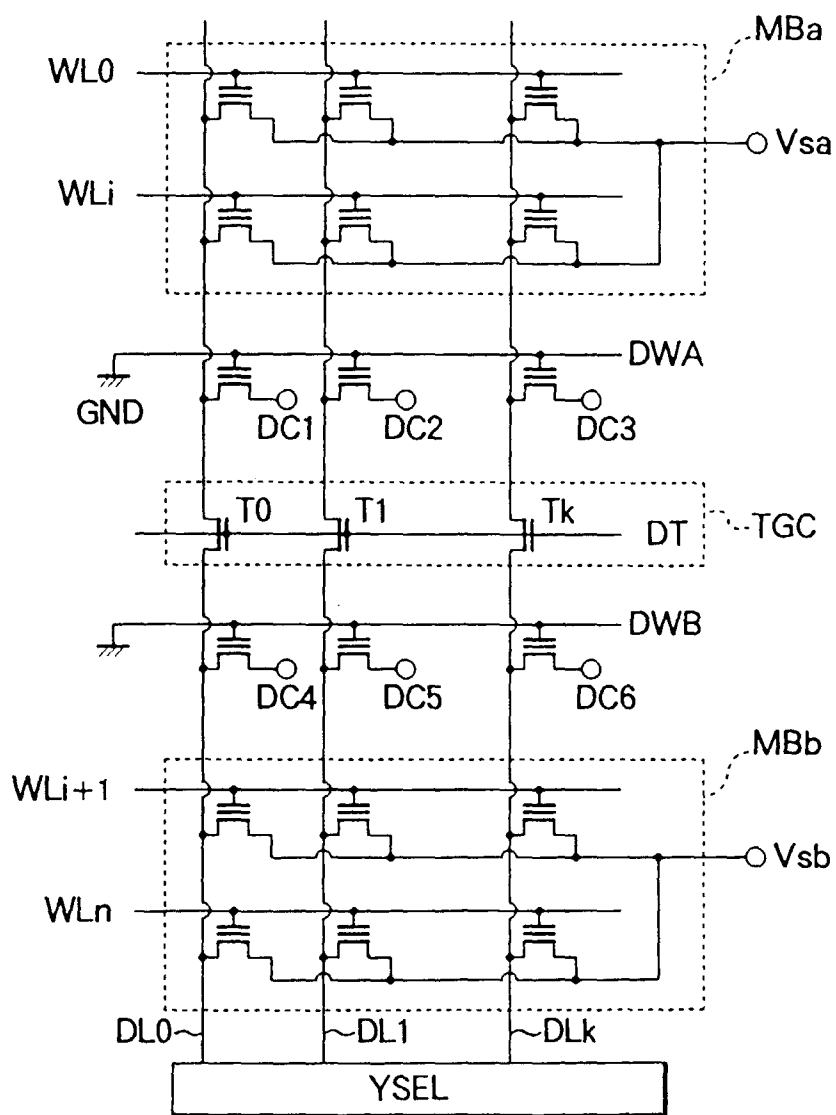 MBa
WL0
Vsa
WLi
DWA
GND
DC1 DC2 DC3
T0 T1 Tk
DT
TGC
DWB
DC4 DC5 DC6
MBb
WLi+1
Vsb
WLn
DL0 DL1 DLk
YSEL